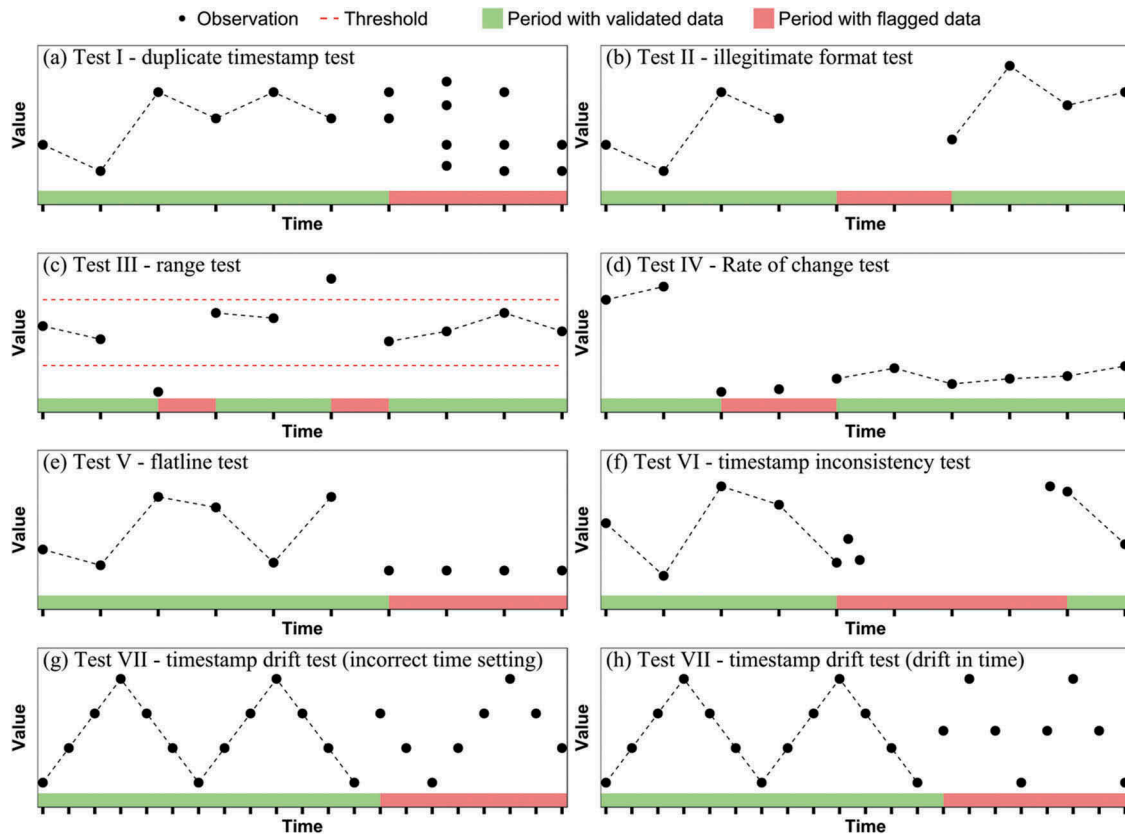 Observation Threshold Period with validated data Period with flagged data
(a) Test I - duplicate timestamp test
Value
Time
(b) Test II - illegitimate format test
Value
Time
(c) Test III - range test
Value
Time
(d) Test IV - Rate of change test
Value
Time
(e) Test V - flatline test
Value
Time
(f) Test VI - timestamp inconsistency test
Value
Time
(g) Test VII - timestamp drift test (incorrect time setting)
Value
Time
(h) Test VII - timestamp drift test (drift in time)
Value
Time